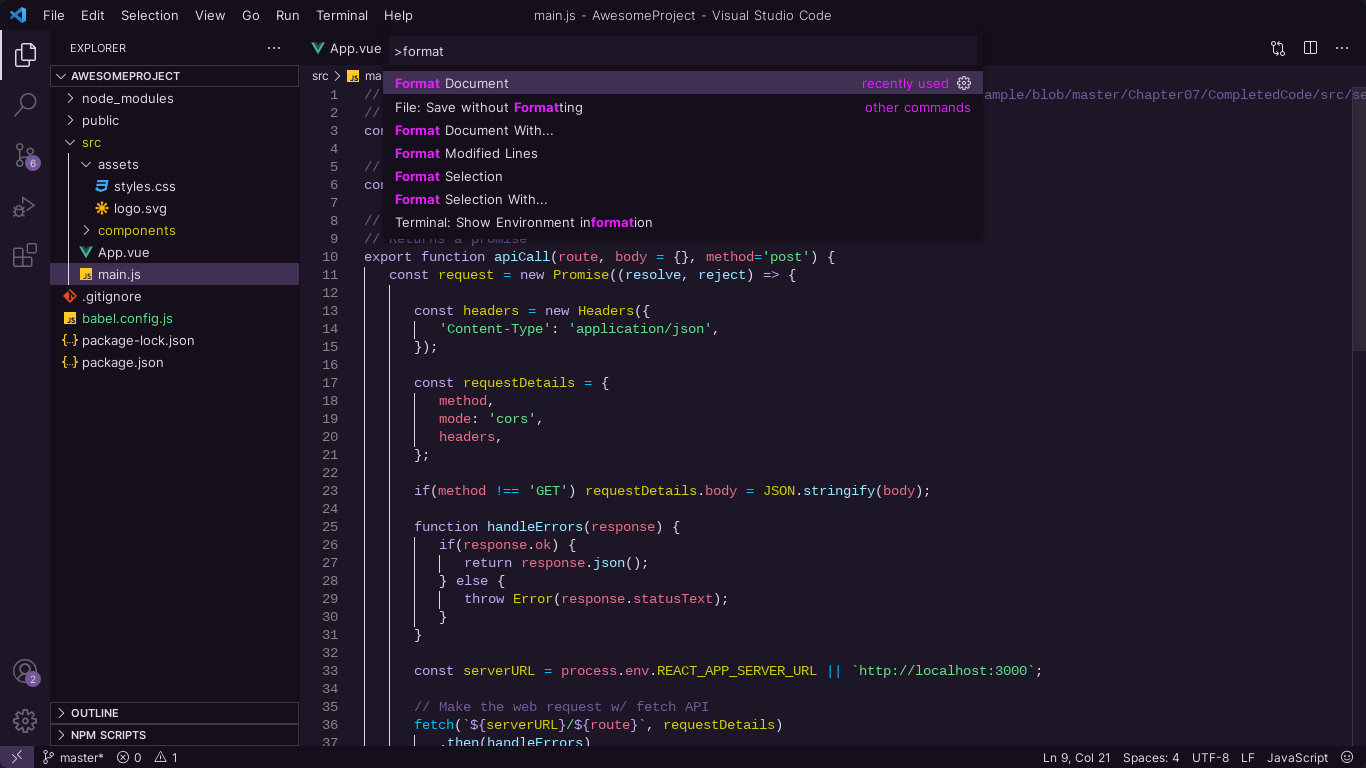 File Edit Selection View Go Run Terminal Help main.js - AwesomeProject - Visual Studio Code
EXPLORER
AWESOMEPROJECT
node_modules
public
src
assets
styles.css
logo.svg
components
App.vue
main.js
.gitignore
babel.config.js
package-lock.json
package.json
OUTLINE
NPM SCRIPTS
6
2
App.vue
>format
src
Format Document recently used
File: Save without Formatting other commands
Format Document With...
Format Modified Lines
Format Selection
Format Selection With...
Terminal: Show Environment information
1 // ample/blob/master/Chapter07/CompletedCode/src/se
2 //
3 con
4
5 //
6 con
7
8 //
9 // Returns a promise
10 export function apiCall(route, body = {}, method='post') {
11 const request = new Promise((resolve, reject) => {
12
13 const headers = new Headers({
14 'Content-Type': 'application/json',
15 });
16
17 const requestDetails = {
18 method,
19 mode: 'cors',
20 headers,
21 };
22
23 if(method !== 'GET') requestDetails.body = JSON.stringify(body);
24
25 function handleErrors(response) {
26 if(response.ok) {
27 return response.json();
28 } else {
29 throw Error(response.statusText);
30 }
31 }
32
33 const serverURL = process.env.REACT_APP_SERVER_URL || `http://localhost:3000`;
34
35 // Make the web request w/ fetch API
36 fetch(`${serverURL}/${route}`, requestDetails)
37 .then(handleErrors)
master* 0 1 Ln 9, Col 21 Spaces: 4 UTF-8 LF JavaScript